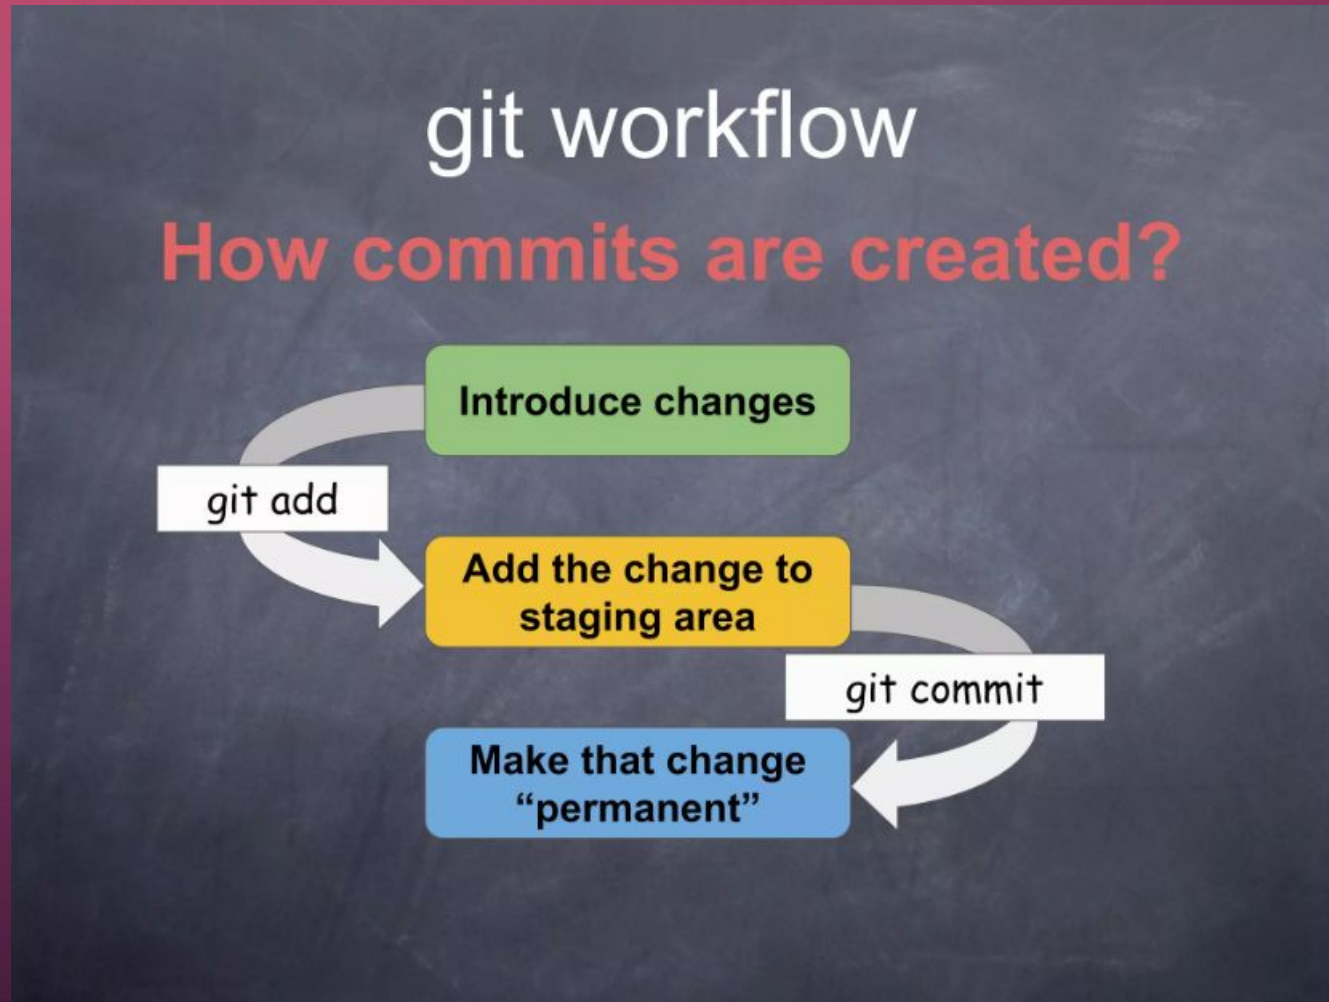 git workflow
How commits are created?
Introduce changes
git add
Add the change to
staging area
git commit
Make that change
“permanent”